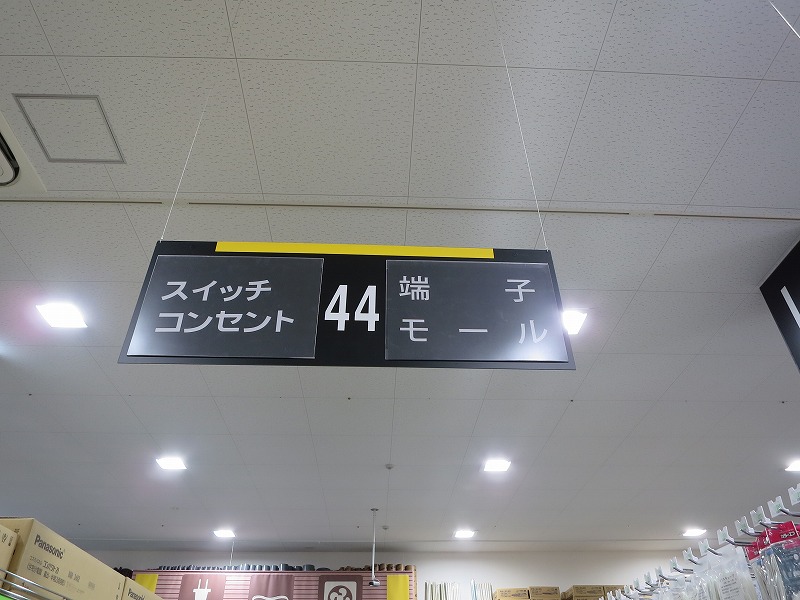 スイッチ
コンセント
44
端子
モール
Panasonic